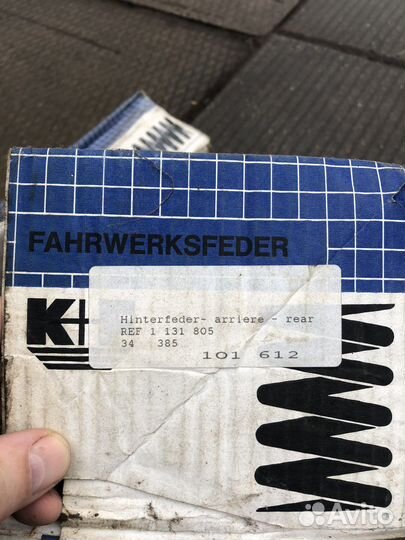 FAHRWERKSFEDER
K+
Hinterfeder- arriere - rear
REF 1 131 805
34 385
101 612
Avito